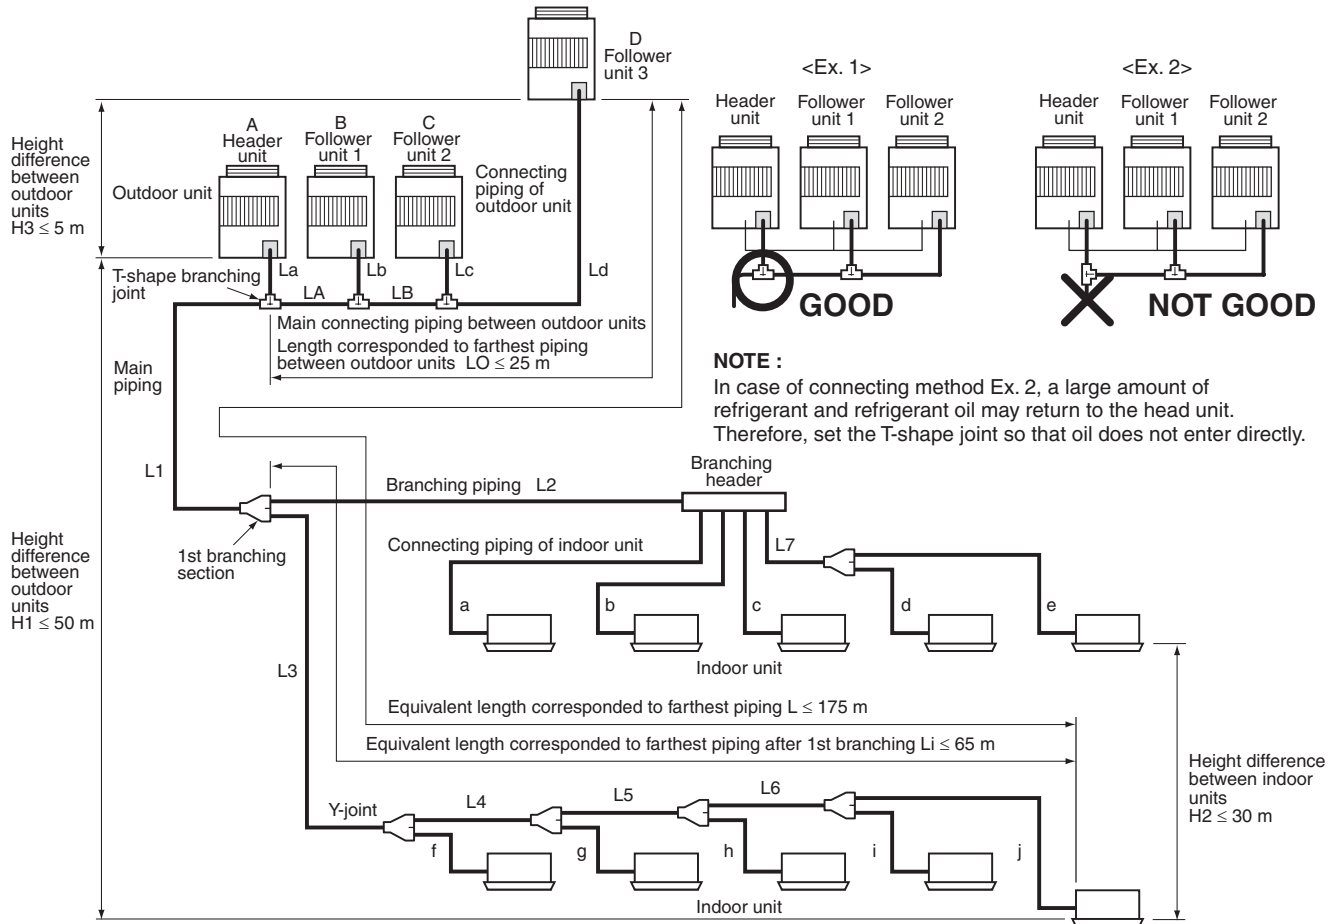 D
Follower
unit 3
Height
difference
between
outdoor
units
H3 ≤ 5 m
Outdoor unit
A
Header
unit
B
Follower
unit 1
C
Follower
unit 2
Connecting
piping of
outdoor unit
T-shape branching
joint
La
Lb
Lc
Ld
LA
LB
Main connecting piping between outdoor units
Length corresponded to farthest piping
between outdoor units LO ≤ 25 m
Main
piping
<Ex. 1>
Header
unit
Follower
unit 1
Follower
unit 2
GOOD
<Ex. 2>
Header
unit
Follower
unit 1
Follower
unit 2
NOT GOOD
NOTE :
In case of connecting method Ex. 2, a large amount of
refrigerant and refrigerant oil may return to the head unit.
Therefore, set the T-shape joint so that oil does not enter directly.
L1
Branching piping L2
Branching
header
1st branching
section
Connecting piping of indoor unit
L7
Height
difference
between
outdoor
units
H1 ≤ 50 m
a
b
c
d
e
Indoor unit
L3
Equivalent length corresponded to farthest piping L ≤ 175 m
Equivalent length corresponded to farthest piping after 1st branching Li ≤ 65 m
Height difference
between indoor
units
H2 ≤ 30 m
Y-joint
L4
L5
L6
f
g
h
i
j
Indoor unit